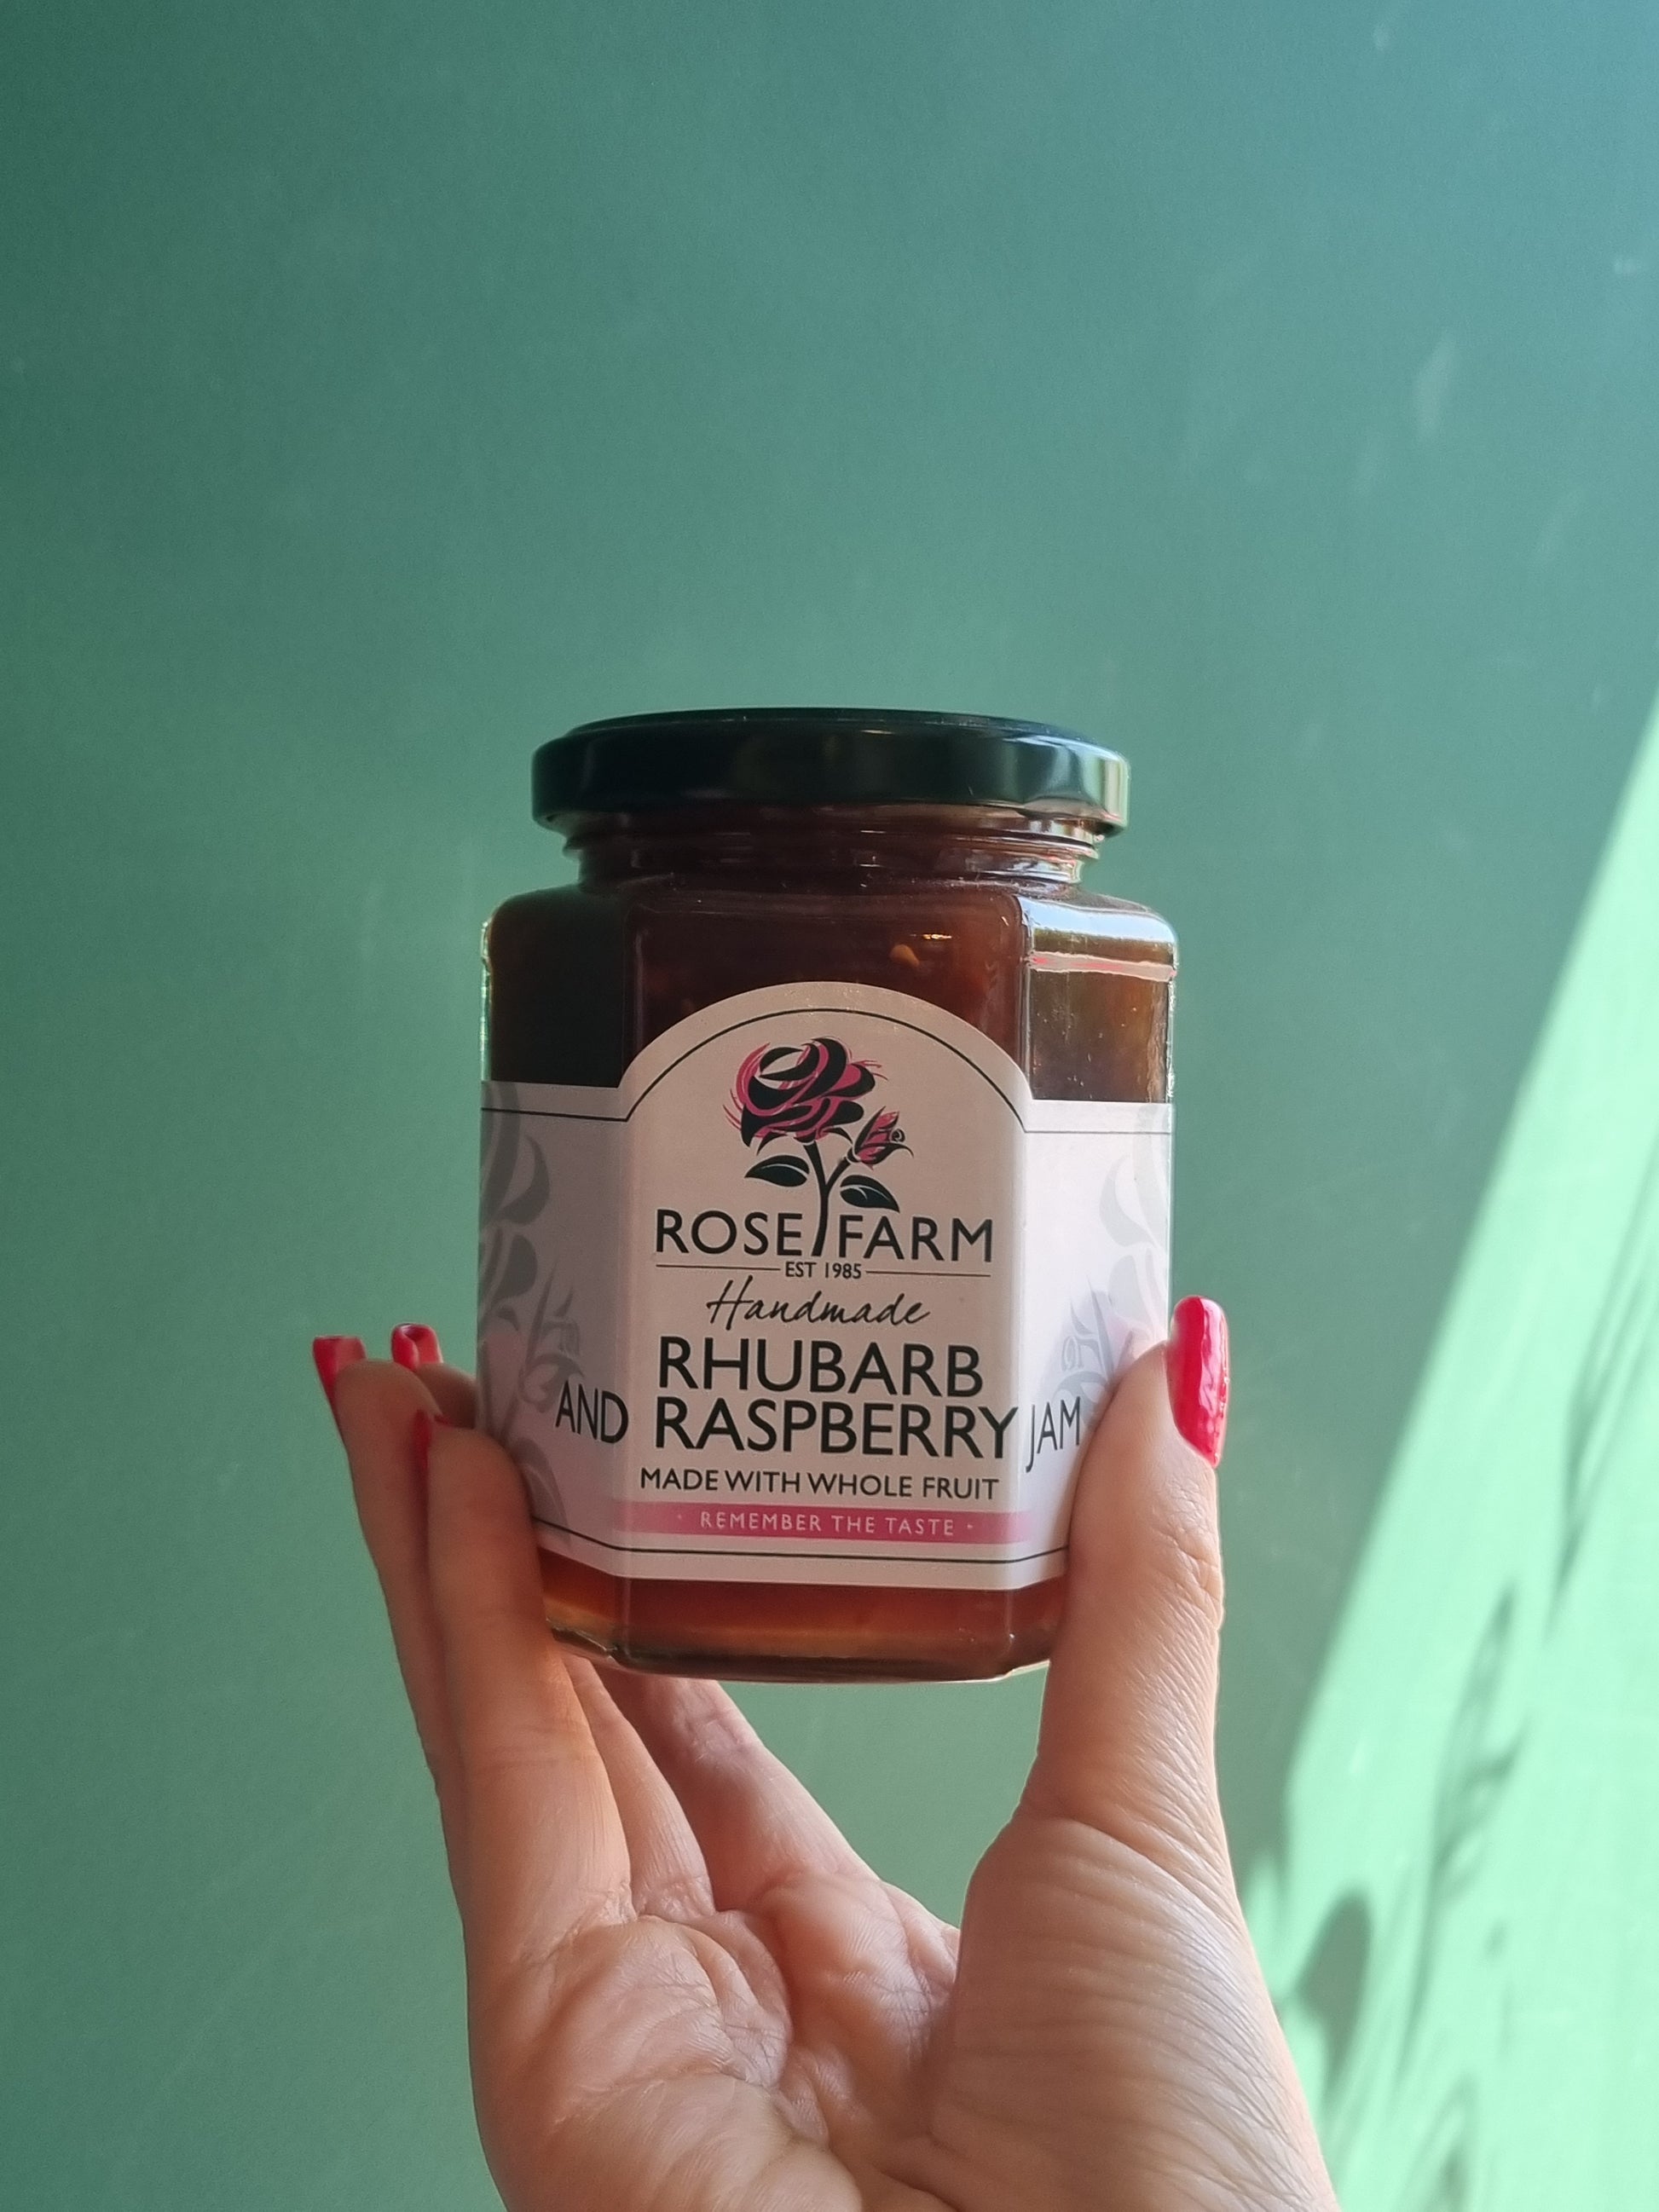 ROSE FARM
EST 1985
Handmade
RHUBARB
AND RASPBERRY JAM
MADE WITH WHOLE FRUIT
· REMEMBER THE TASTE ·